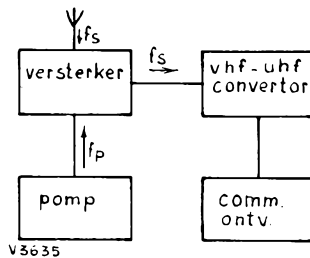 fs
versterker
fs
vhf-uhf
convertor
fp
pomp
comm.
ontv.
V3635